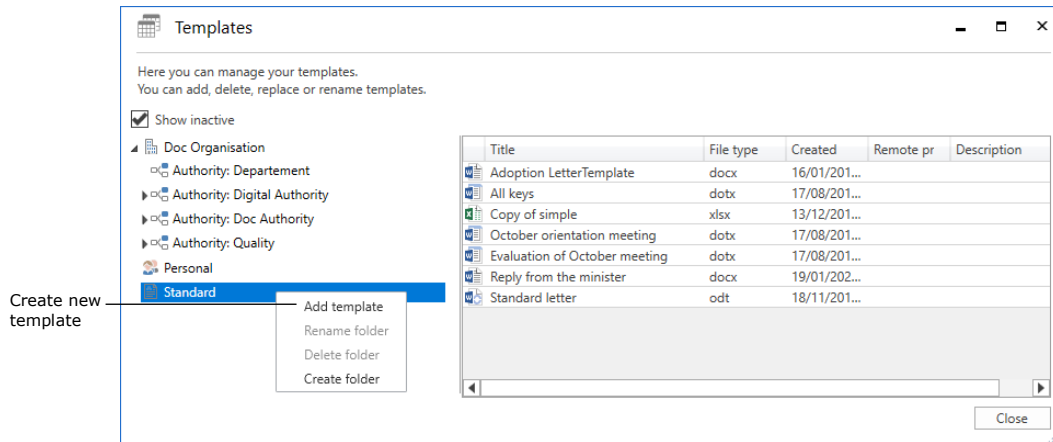 Templates
Here you can manage your templates.
You can add, delete, replace or rename templates.
Show inactive
Doc Organisation
Authority: Departement
Authority: Digital Authority
Authority: Doc Authority
Authority: Quality
Personal
Standard
Create new
template
Add template
Rename folder
Delete folder
Create folder
Title File type Created Remote pr Description
Adoption LetterTemplate docx 16/01/201...
All keys dotx 17/08/201...
Copy of simple xlsx 13/12/201...
October orientation meeting dotx 17/08/201...
Evaluation of October meeting dotx 17/08/201...
Reply from the minister docx 19/01/202...
Standard letter odt 18/11/201...
Close